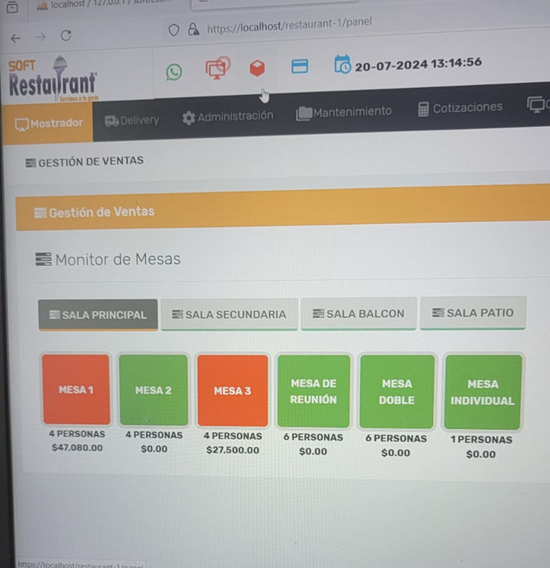 localhost / 127.0.0.1
https://localhost/restaurant-1/panel
SOFT
Restaurant
20-07-2024 13:14:56
Mostrador
Delivery
Administración
Mantenimiento
Cotizaciones
GESTIÓN DE VENTAS
Gestión de Ventas
Monitor de Mesas
SALA PRINCIPAL
SALA SECUNDARIA
SALA BALCON
SALA PATIO
MESA 1
MESA 2
MESA 3
MESA DE
REUNIÓN
MESA
DOBLE
MESA
INDIVIDUAL
4 PERSONAS
$47,080.00
4 PERSONAS
$0.00
4 PERSONAS
$27,500.00
6 PERSONAS
$0.00
6 PERSONAS
$0.00
1 PERSONAS
$0.00
https://localhost/restaurant-1/panel